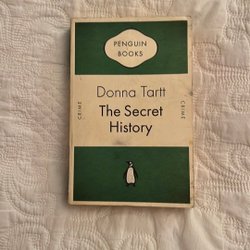 PENGUIN
BOOKS
Donna Tartt
CRIME
The Secret
History
CRIME